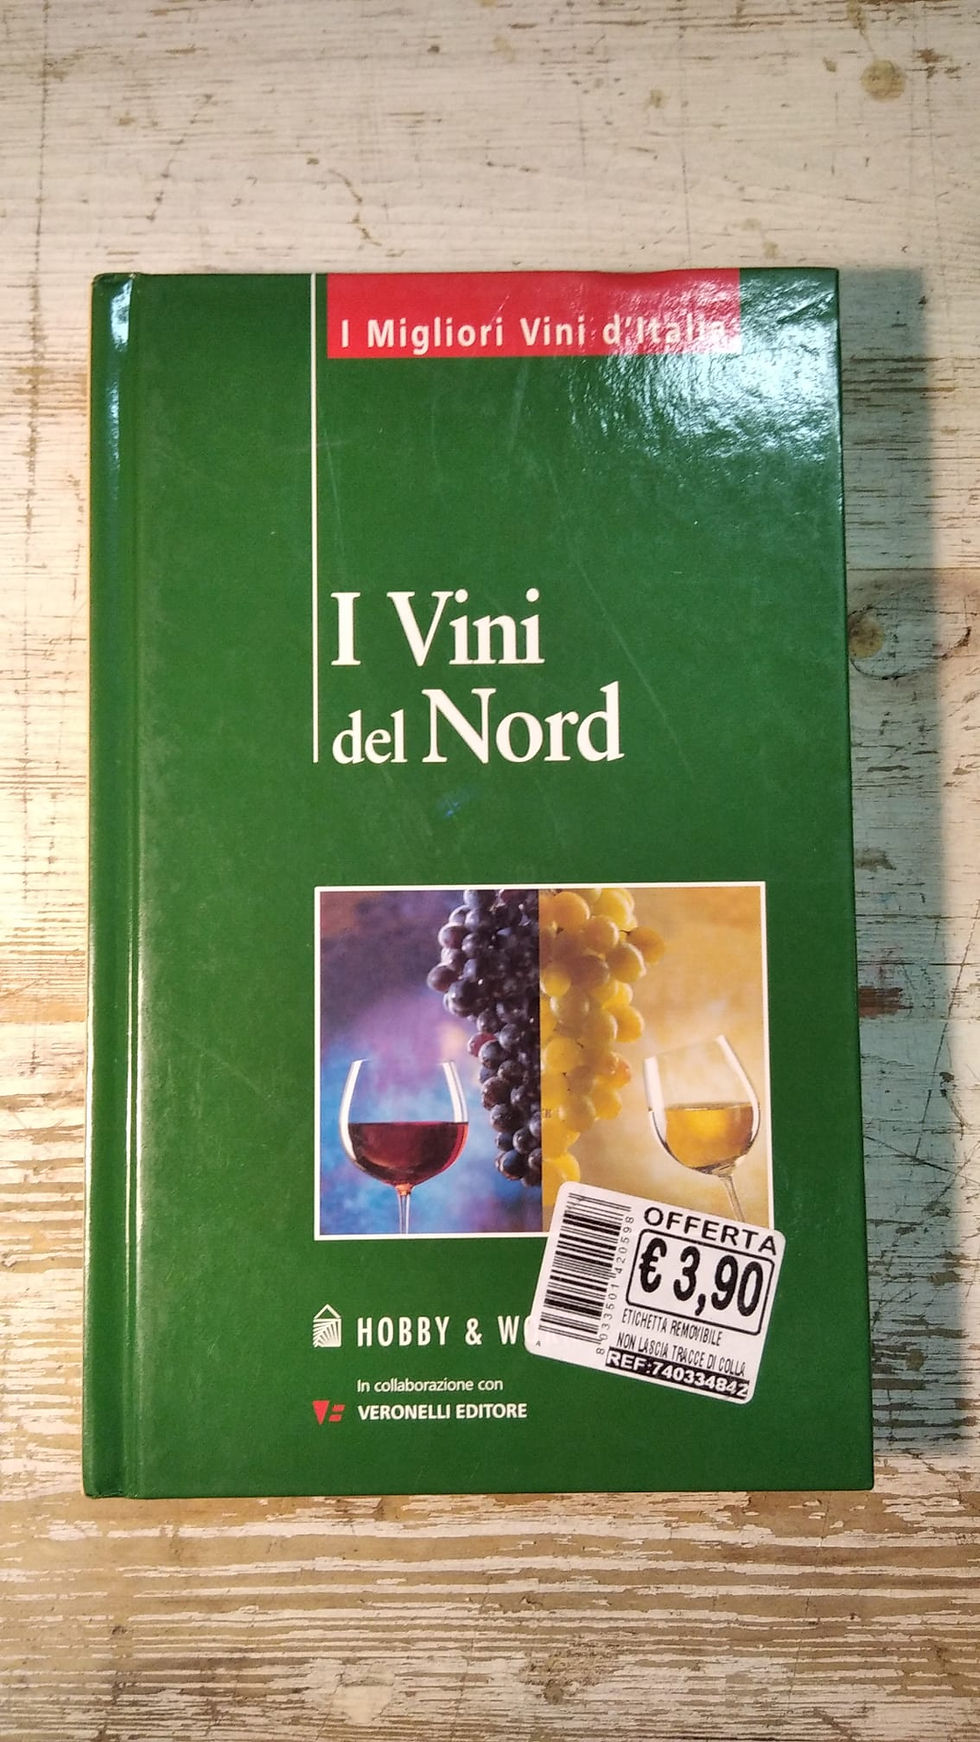 I Migliori Vini d'Italia
I Vini
del Nord
OFFERTA
€ 3,90
ETICHETTA REMOVIBILE
NON LASCIA TRACCE DI COLLA
REF:740334842
8033501420598
HOBBY &
In collaborazione con
VERONELLI EDITORE